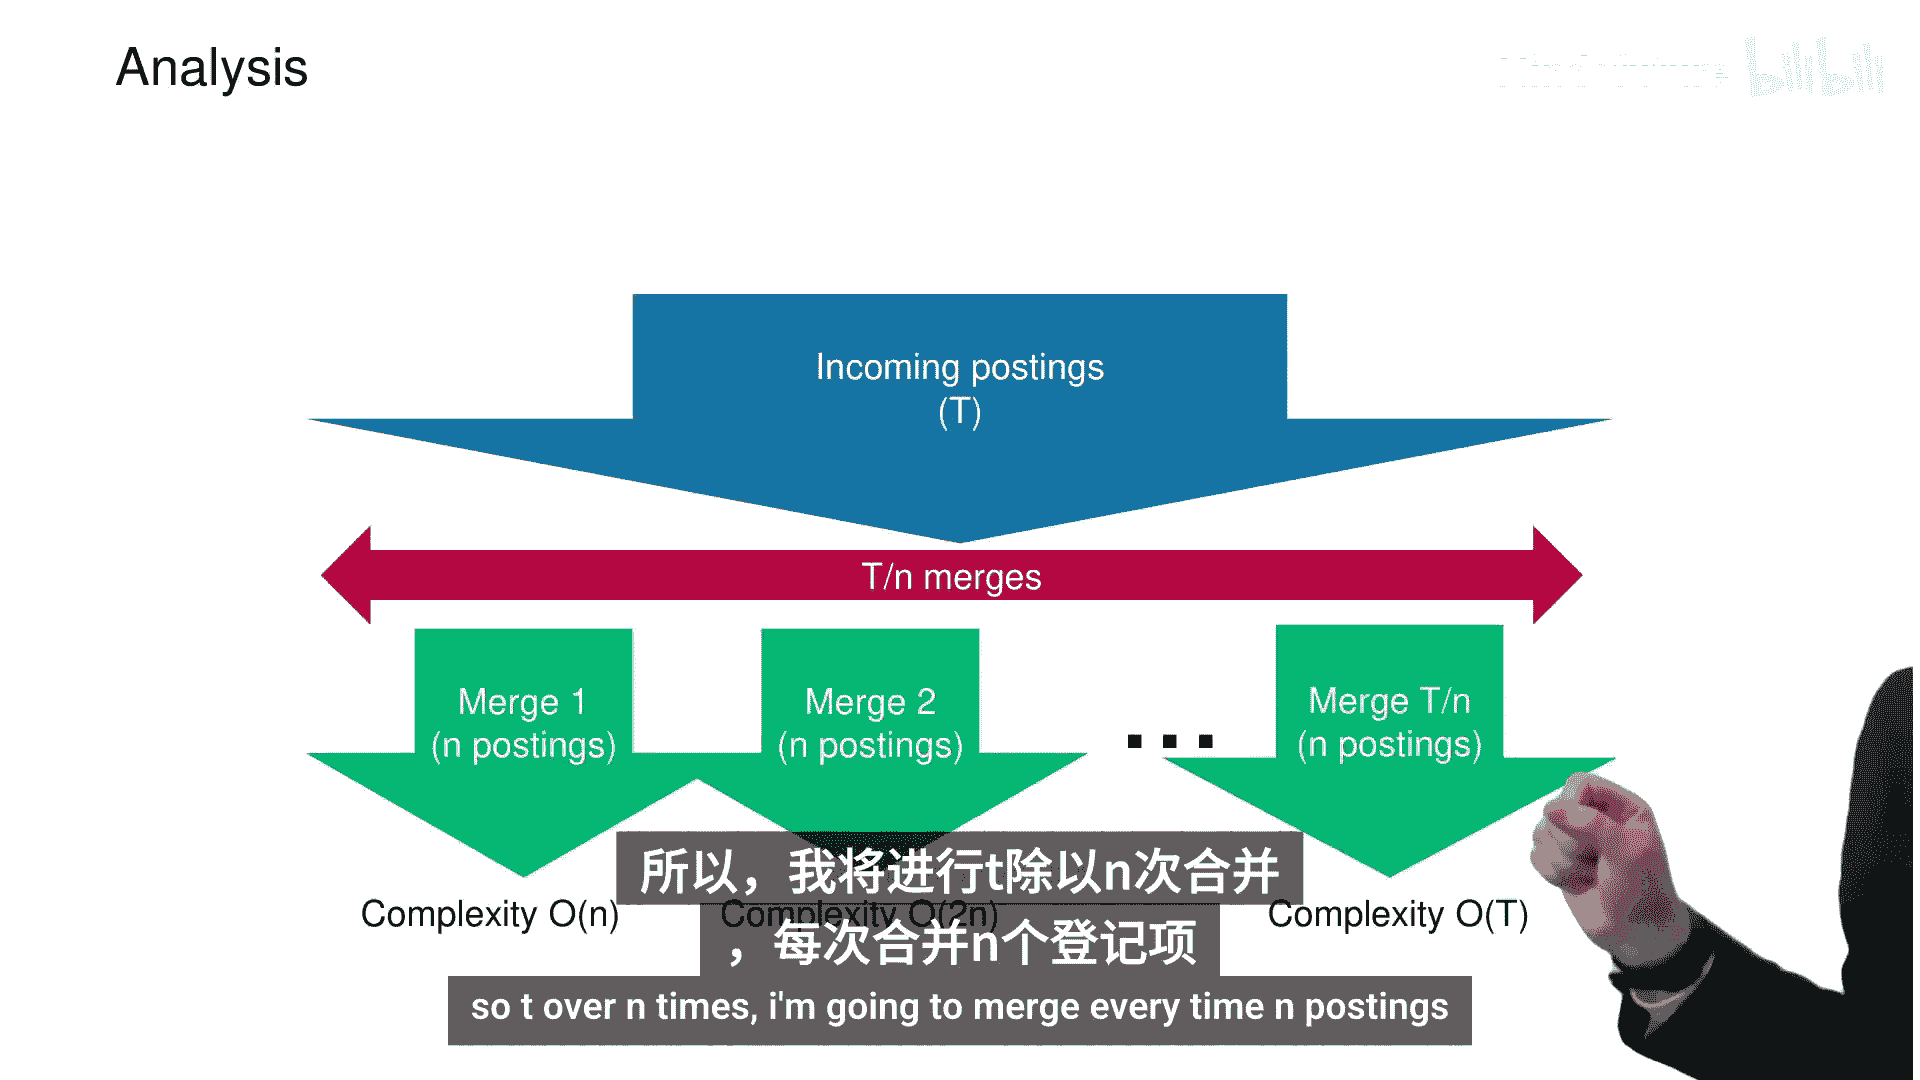 Analysis
bilibili
Incoming postings
(T)
T/n merges
Merge 1
(n postings)
Merge 2
(n postings)
...
Merge T/n
(n postings)
Complexity O(n)
Complexity O(2n)
Complexity O(T)
所以，我将进行t除以n次合并
，每次合并n个登记项
so t over n times, i'm going to merge every time n postings